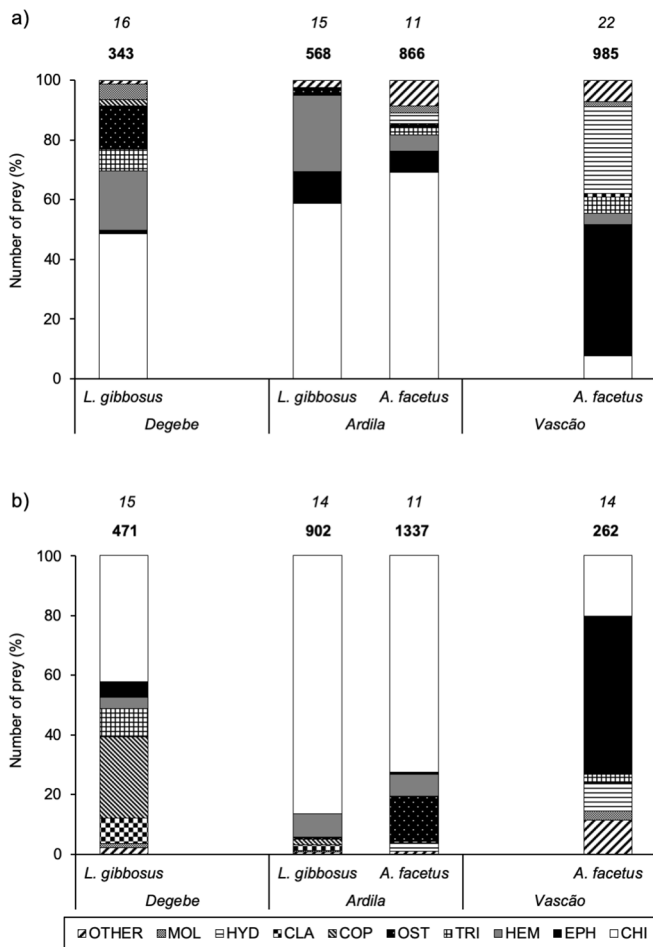 a)
16 15 11 22
343 568 866 985
100
80
60
40
20
0
Number of prey (%)
L. gibbosus L. gibbosus A. facetus A. facetus
Degebe Ardila Vascão
b)
15 14 11 14
471 902 1337 262
100
80
60
40
20
0
Number of prey (%)
L. gibbosus L. gibbosus A. facetus A. facetus
Degebe Ardila Vascão
OTHER MOL HYD CLA COP OST TRI HEM EPH CHI